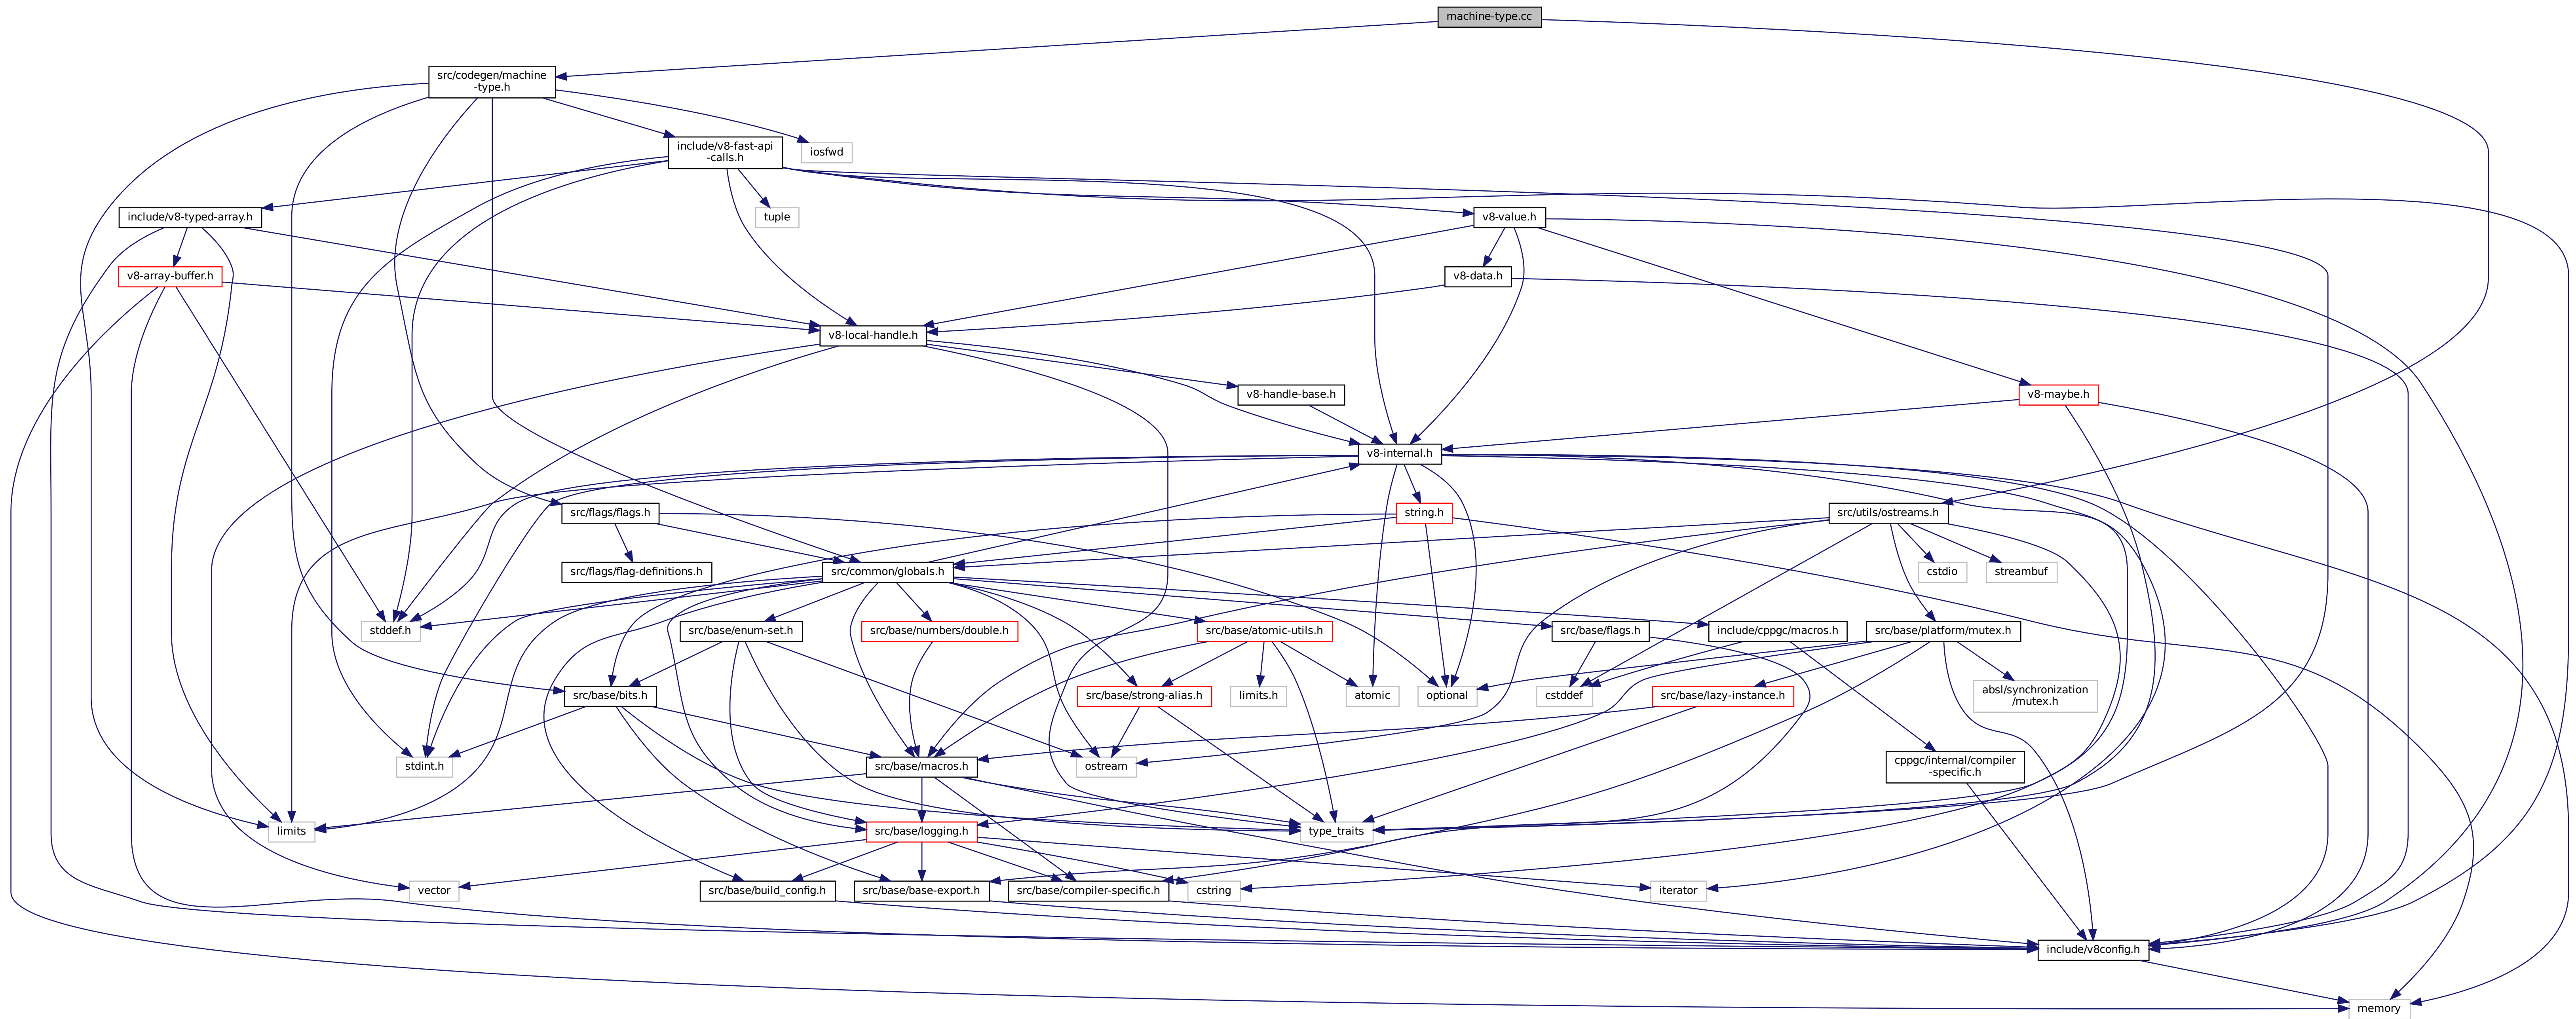 machine-type.cc
src/codegen/machine
-type.h
include/v8-fast-api
-calls.h
iosfwd
include/v8-typed-array.h
tuple
v8-value.h
v8-array-buffer.h
v8-data.h
v8-local-handle.h
v8-handle-base.h
v8-maybe.h
v8-internal.h
src/flags/flags.h
string.h
src/utils/ostreams.h
src/flags/flag-definitions.h
src/common/globals.h
cstdio
streambuf
stddef.h
src/base/enum-set.h
src/base/numbers/double.h
src/base/atomic-utils.h
src/base/flags.h
include/cppgc/macros.h
src/base/platform/mutex.h
src/base/bits.h
src/base/strong-alias.h
limits.h
atomic
optional
cstddef
src/base/lazy-instance.h
absl/synchronization
/mutex.h
stdint.h
src/base/macros.h
ostream
cppgc/internal/compiler
-specific.h
limits
src/base/logging.h
type_traits
vector
src/base/build_config.h
src/base/base-export.h
src/base/compiler-specific.h
cstring
iterator
include/v8config.h
memory